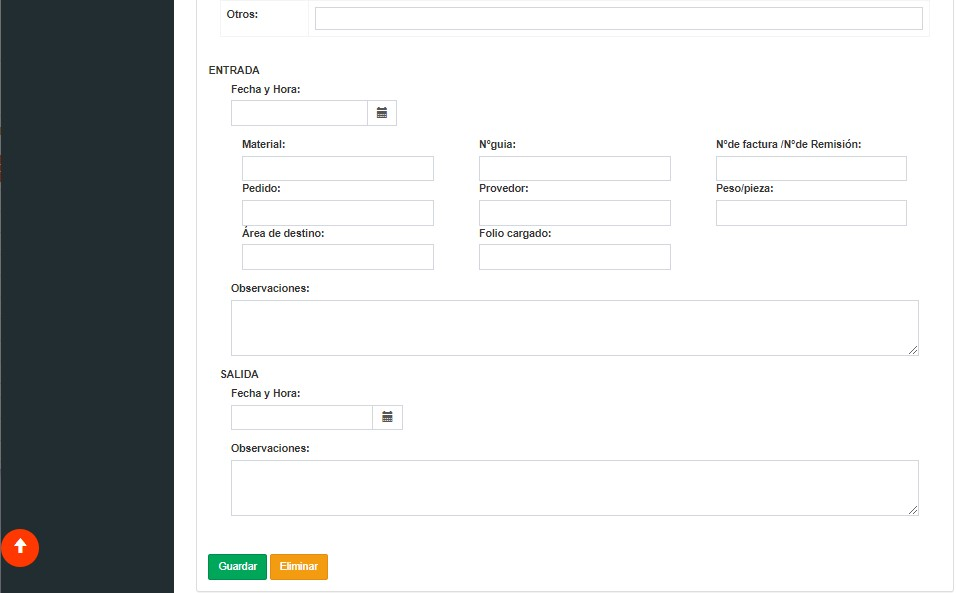 Otros:
ENTRADA
Fecha y Hora:
Material: N°guia: N°de factura /N°de Remisión:
Pedido: Provedor: Peso/pieza:
Área de destino: Folio cargado:
Observaciones:
SALIDA
Fecha y Hora:
Observaciones:
Guardar Eliminar